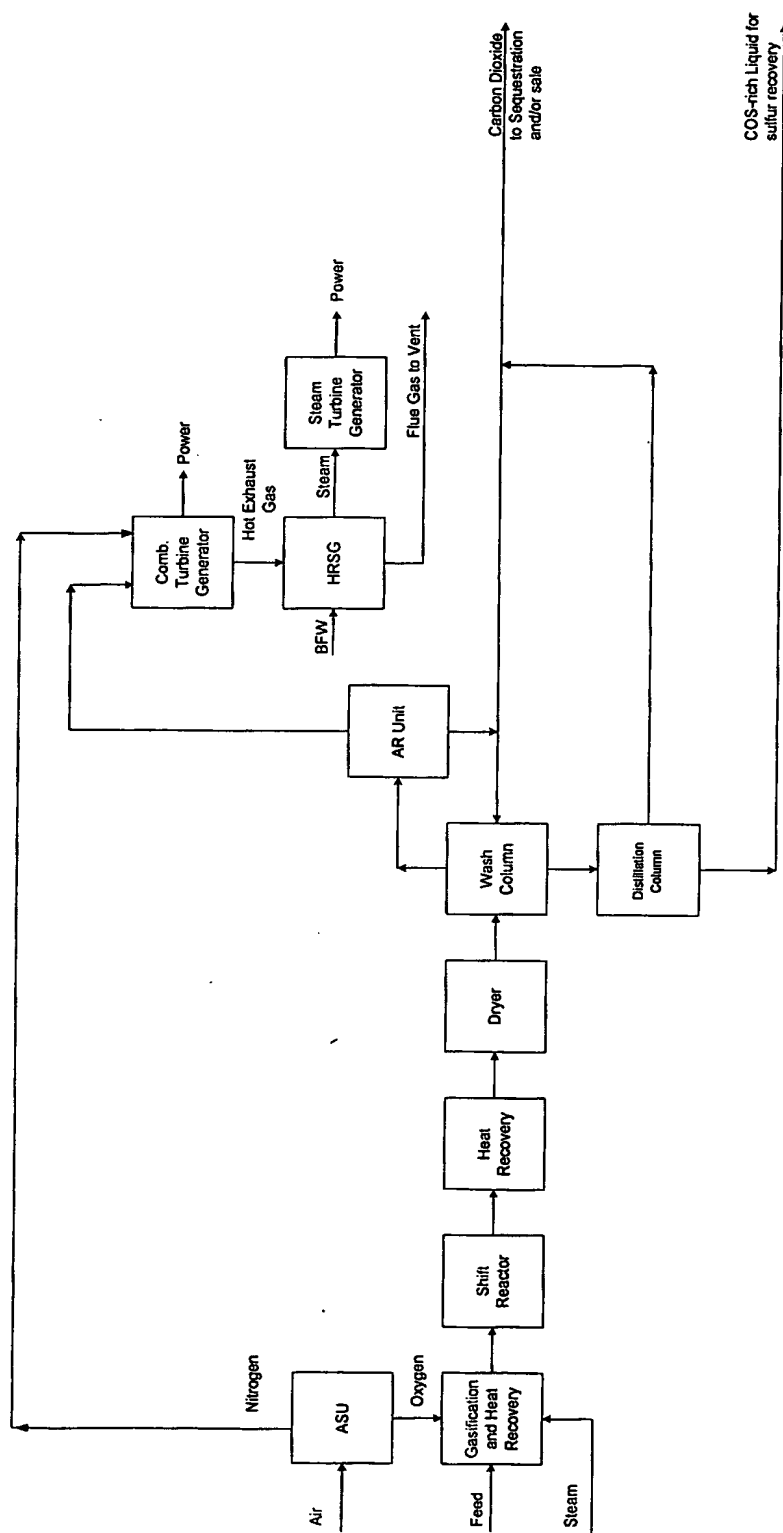 Air
ASU
Nitrogen
Oxygen
Feed
Steam
Gasification
and Heat
Recovery
Shift
Reactor
Heat
Recovery
Dryer
Wash
Column
Distillation
Column
AR Unit
Comb.
Turbine
Generator
Power
Hot Exhaust
Gas
BFW
HRSG
Steam
Steam
Turbine
Generator
Power
Flue Gas to Vent
Carbon Dioxide
to Sequestration
and/or sale
COS-rich Liquid for
sulfur recovery